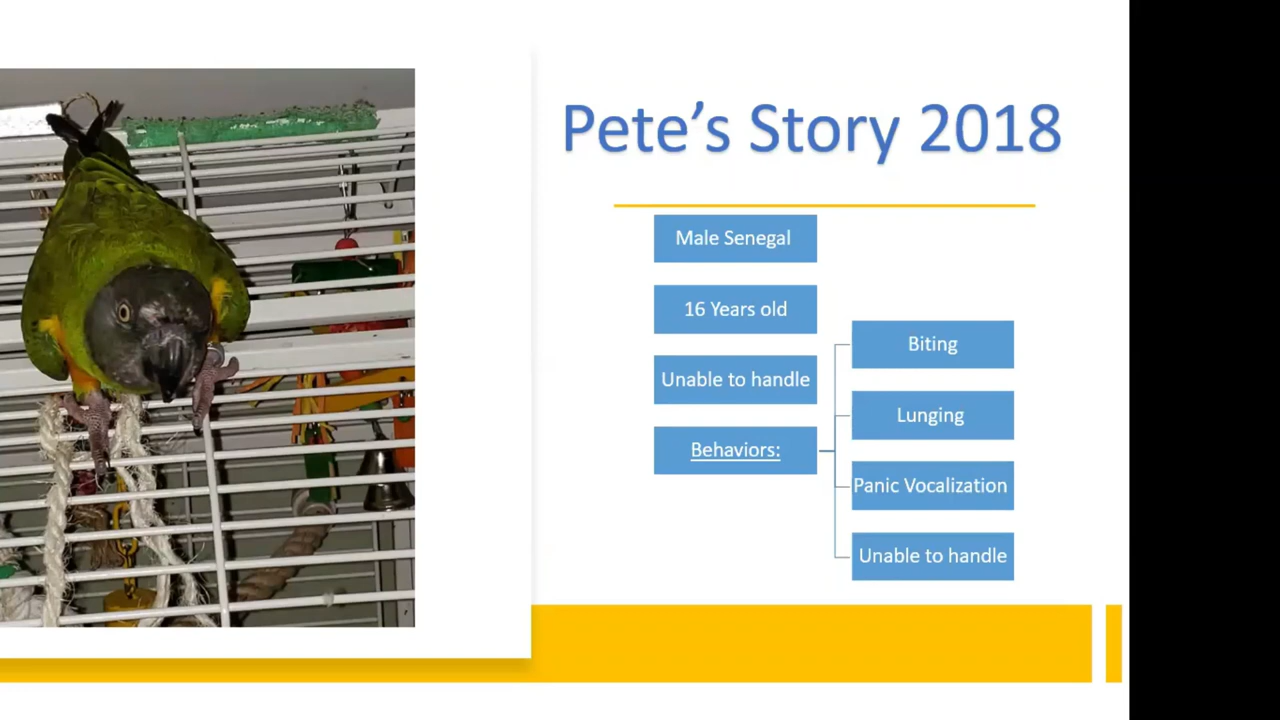 Pete's Story 2018
Male Senegal
16 Years old
Unable to handle
Behaviors:
Biting
Lunging
Panic Vocalization
Unable to handle